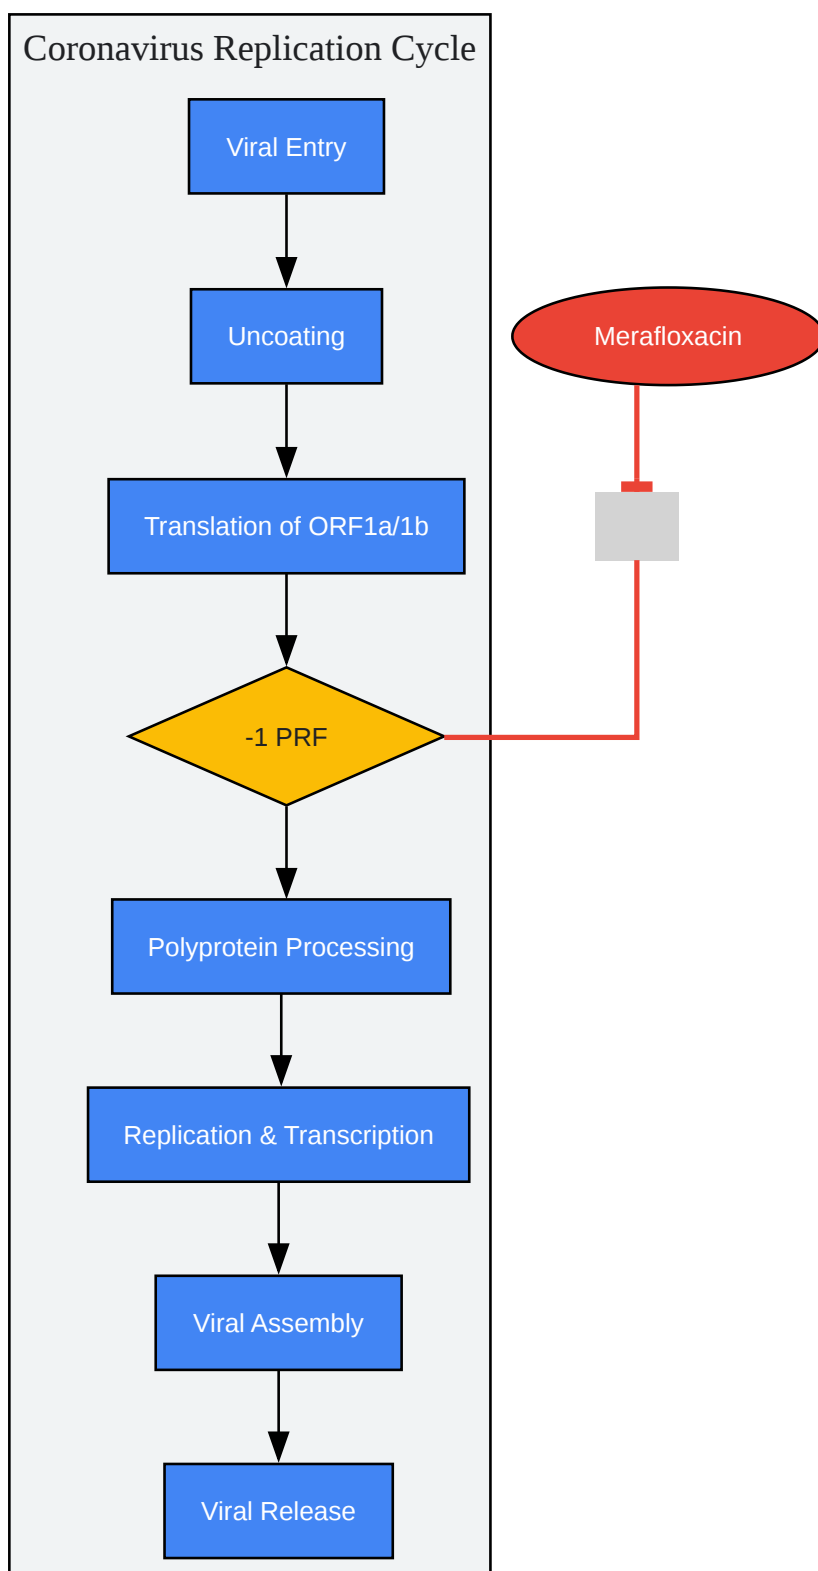 Coronavirus Replication Cycle
Viral Entry
Uncoating
Merafloxacin
Translation of ORF1a/1b
-1 PRF
Polyprotein Processing
Replication & Transcription
Viral Assembly
Viral Release